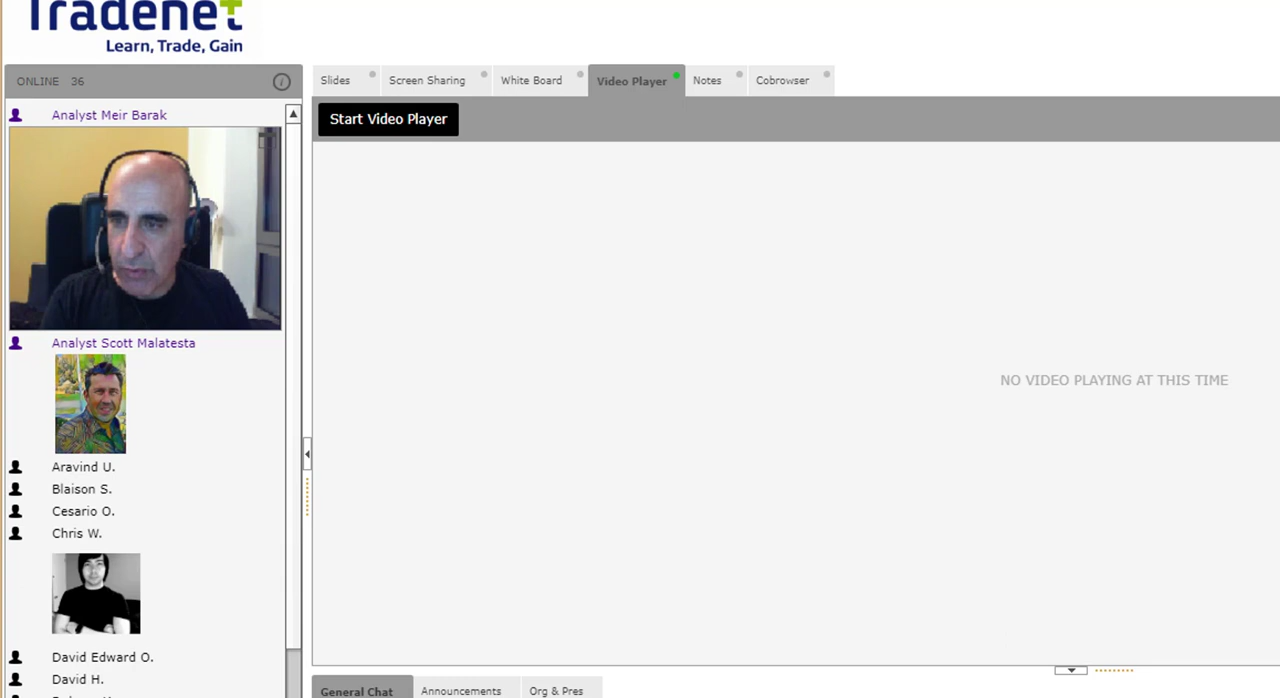 Tradenet
Learn, Trade, Gain
ONLINE 36
Analyst Meir Barak
Analyst Scott Malatesta
Aravind U.
Blaison S.
Cesario O.
Chris W.
David Edward O.
David H.
Slides Screen Sharing White Board Video Player Notes Cobrowser
Start Video Player
NO VIDEO PLAYING AT THIS TIME
General Chat Announcements Org & Pres